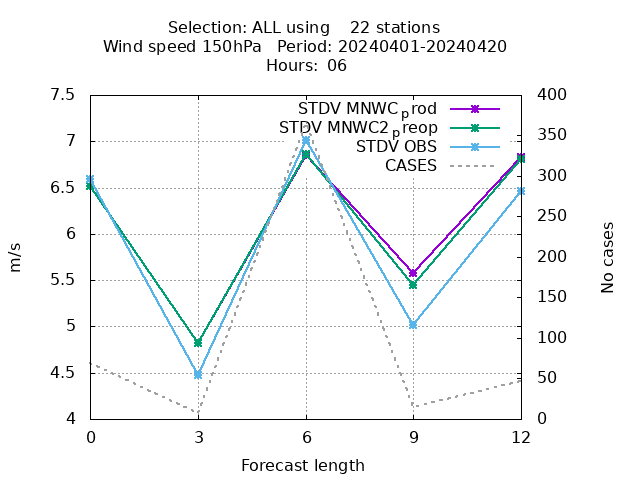 Selection: ALL using    22 stations
Wind speed 150hPa   Period: 20240401-20240420
Hours: 06
STDV MNWCprod
STDV MNWC2preop
STDV OBS
CASES
7.5
7
6.5
6
5.5
5
4.5
4
m/s
400
350
300
250
200
150
100
50
0
No cases
0 3 6 9 12
Forecast length